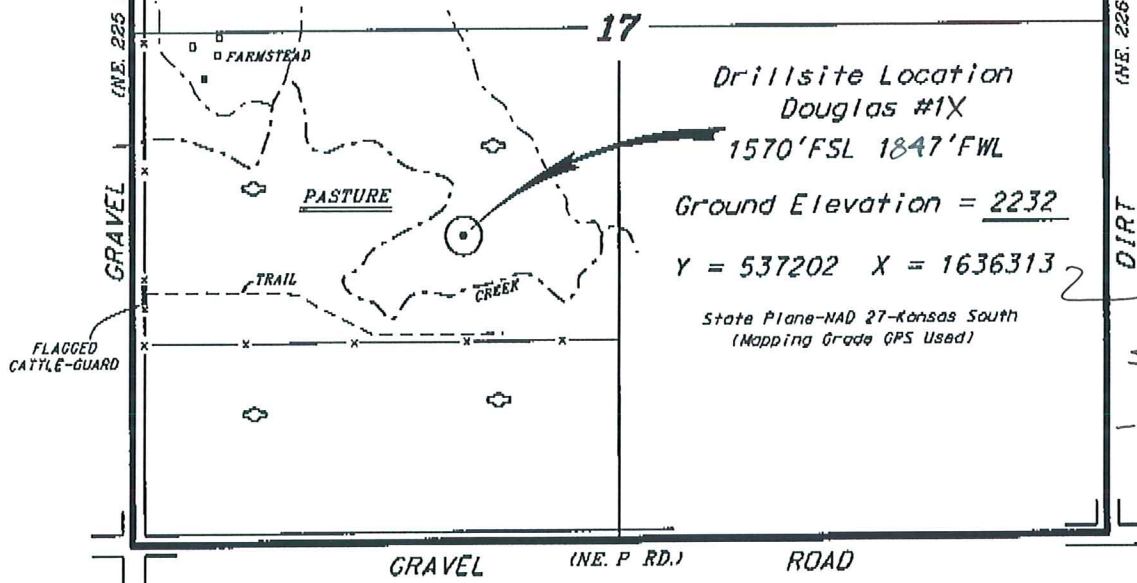 17
(NE. 225
(NE. 226
FARMSTEAD
Drillsite Location
Douglas #1X
1570'FSL 1847'FWL
PASTURE
Ground Elevation = 2232
GRAVEL
DIRT
Y = 537202 X = 1636313
TRAIL
CREEK
State Plane-NAD 27-Kansas South
(Mapping Grade GPS Used)
FLAGGED
CATTLE-GUARD
GRAVEL (NE. P RD.) ROAD